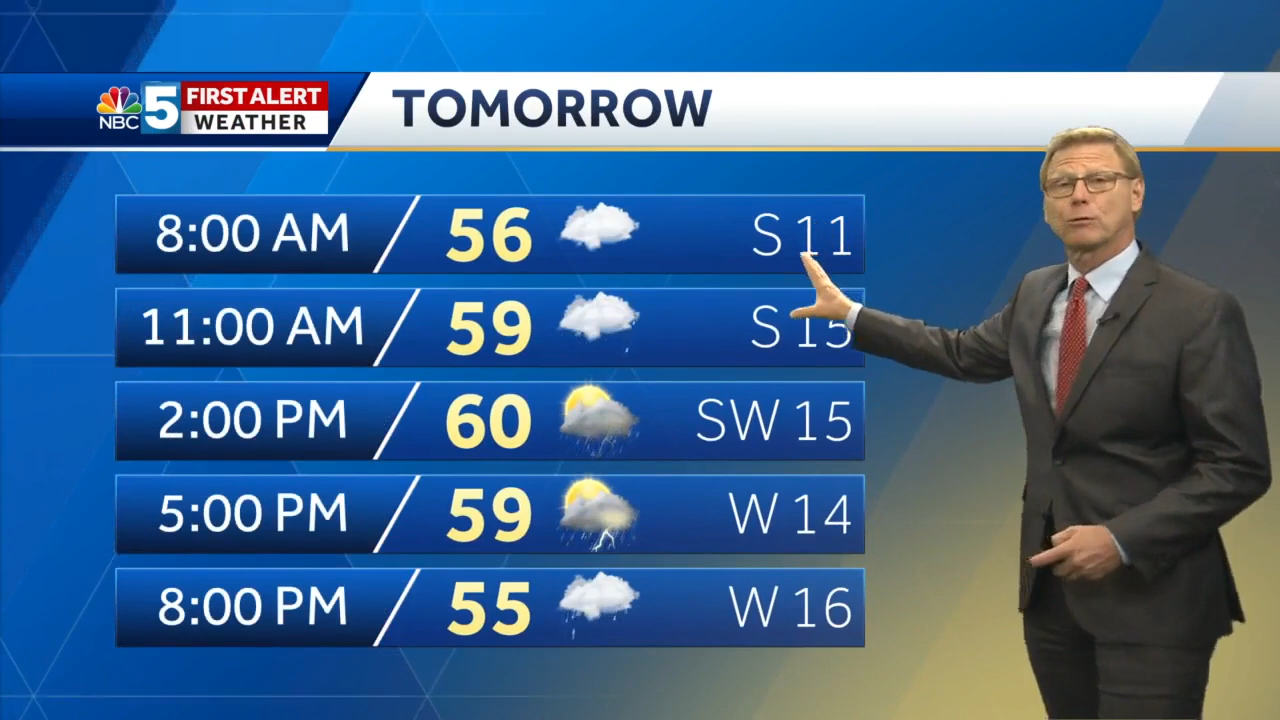 NBC 5 FIRST ALERT WEATHER
TOMORROW
8:00 AM 56 S 11
11:00 AM 59 S 15
2:00 PM 60 SW 15
5:00 PM 59 W 14
8:00 PM 55 W 16